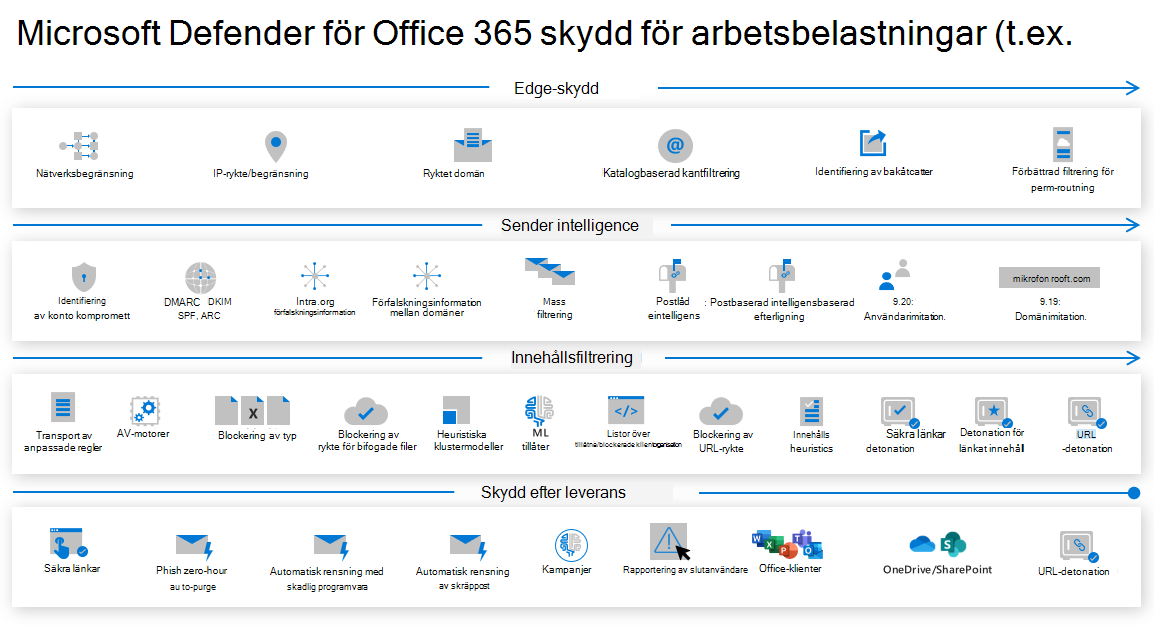 Microsoft Defender för Office 365 skydd för arbetsbelastningar (t.ex.
Edge-skydd
Nätverksbegränsning
IP-rykte/begränsning
Ryktet domän
@
Katalogbaserad kantfiltrering
Identifiering av bakåtcatter
Förbättrad filtrering för
perm-routning
Sender intelligence
Identifiering
av konto kompromett
DMARC DKIM
SPF, ARC
Intra.org
förfalskningsinformation
Förfalskningsinformation
mellan domäner
Mass
filtrering
Postlåd
eintelligens
: Postbaserad intelligensbaserad
efterligning
9.20:
Användarimitation.
mikrofon rooft.com
9.19:
Domänimitation.
Innehållsfiltrering
Transport av
anpassade regler
AV-motorer
X
Blockering av typ
Blockering av
rykte för bifogade filer
Heuristiska
klustermodeller
ML
tillåter
</>
Listor över
tillåtna/blockerade klientorganisation
Blockering av
URL-rykte
Innehålls
heuristics
Säkra länkar
detonation
Detonation för
länkat innehåll
URL
-detonation
Skydd efter leverans
Säkra länkar
Phish zero-hour
auto-purge
Automatisk rensning med
skadlig programvara
Automatisk rensning
av skräppost
Kampanjer
Rapportering av slutanvändare
W X P T O
Office-klienter
S
OneDrive/SharePoint
URL-detonation